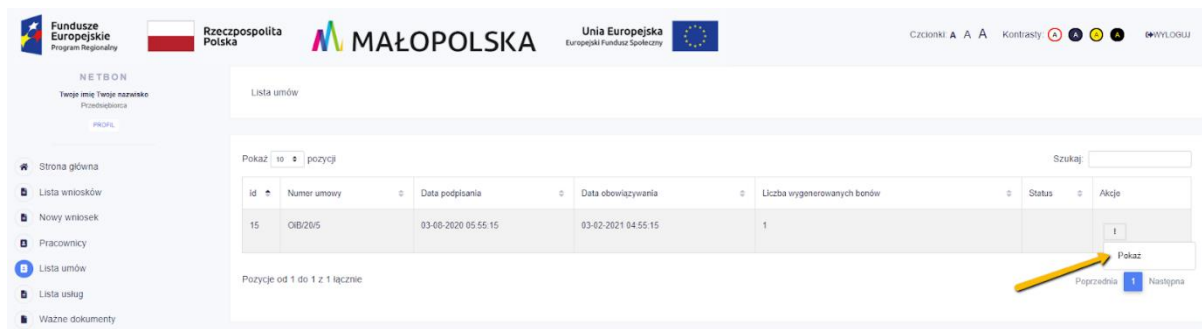 Fundusze
Europejskie
Program Regionalny
Rzeczpospolita
Polska
MAŁOPOLSKA
Unia Europejska
Europejski Fundusz Społeczny
Czcionki: A A A Kontrasty: A A A A WYLOGUJ
NETBON
Twoje imię Twoje nazwisko
Przedsiębiorca
PROFIL
Strona główna
Lista wniosków
Nowy wniosek
Pracownicy
Lista umów
Lista usług
Ważne dokumenty
Lista umów
Pokaż 10 pozycji Szukaj:
id Numer umowy Data podpisania Data obowiązywania Liczba wygenerowanych bonów Status Akcje
15 OiB/20/5 03-08-2020 05:55:15 03-02-2021 04:55:15 1
Pokaż
Pozycje od 1 do 1 z 1 łącznie Poprzednia 1 Następna